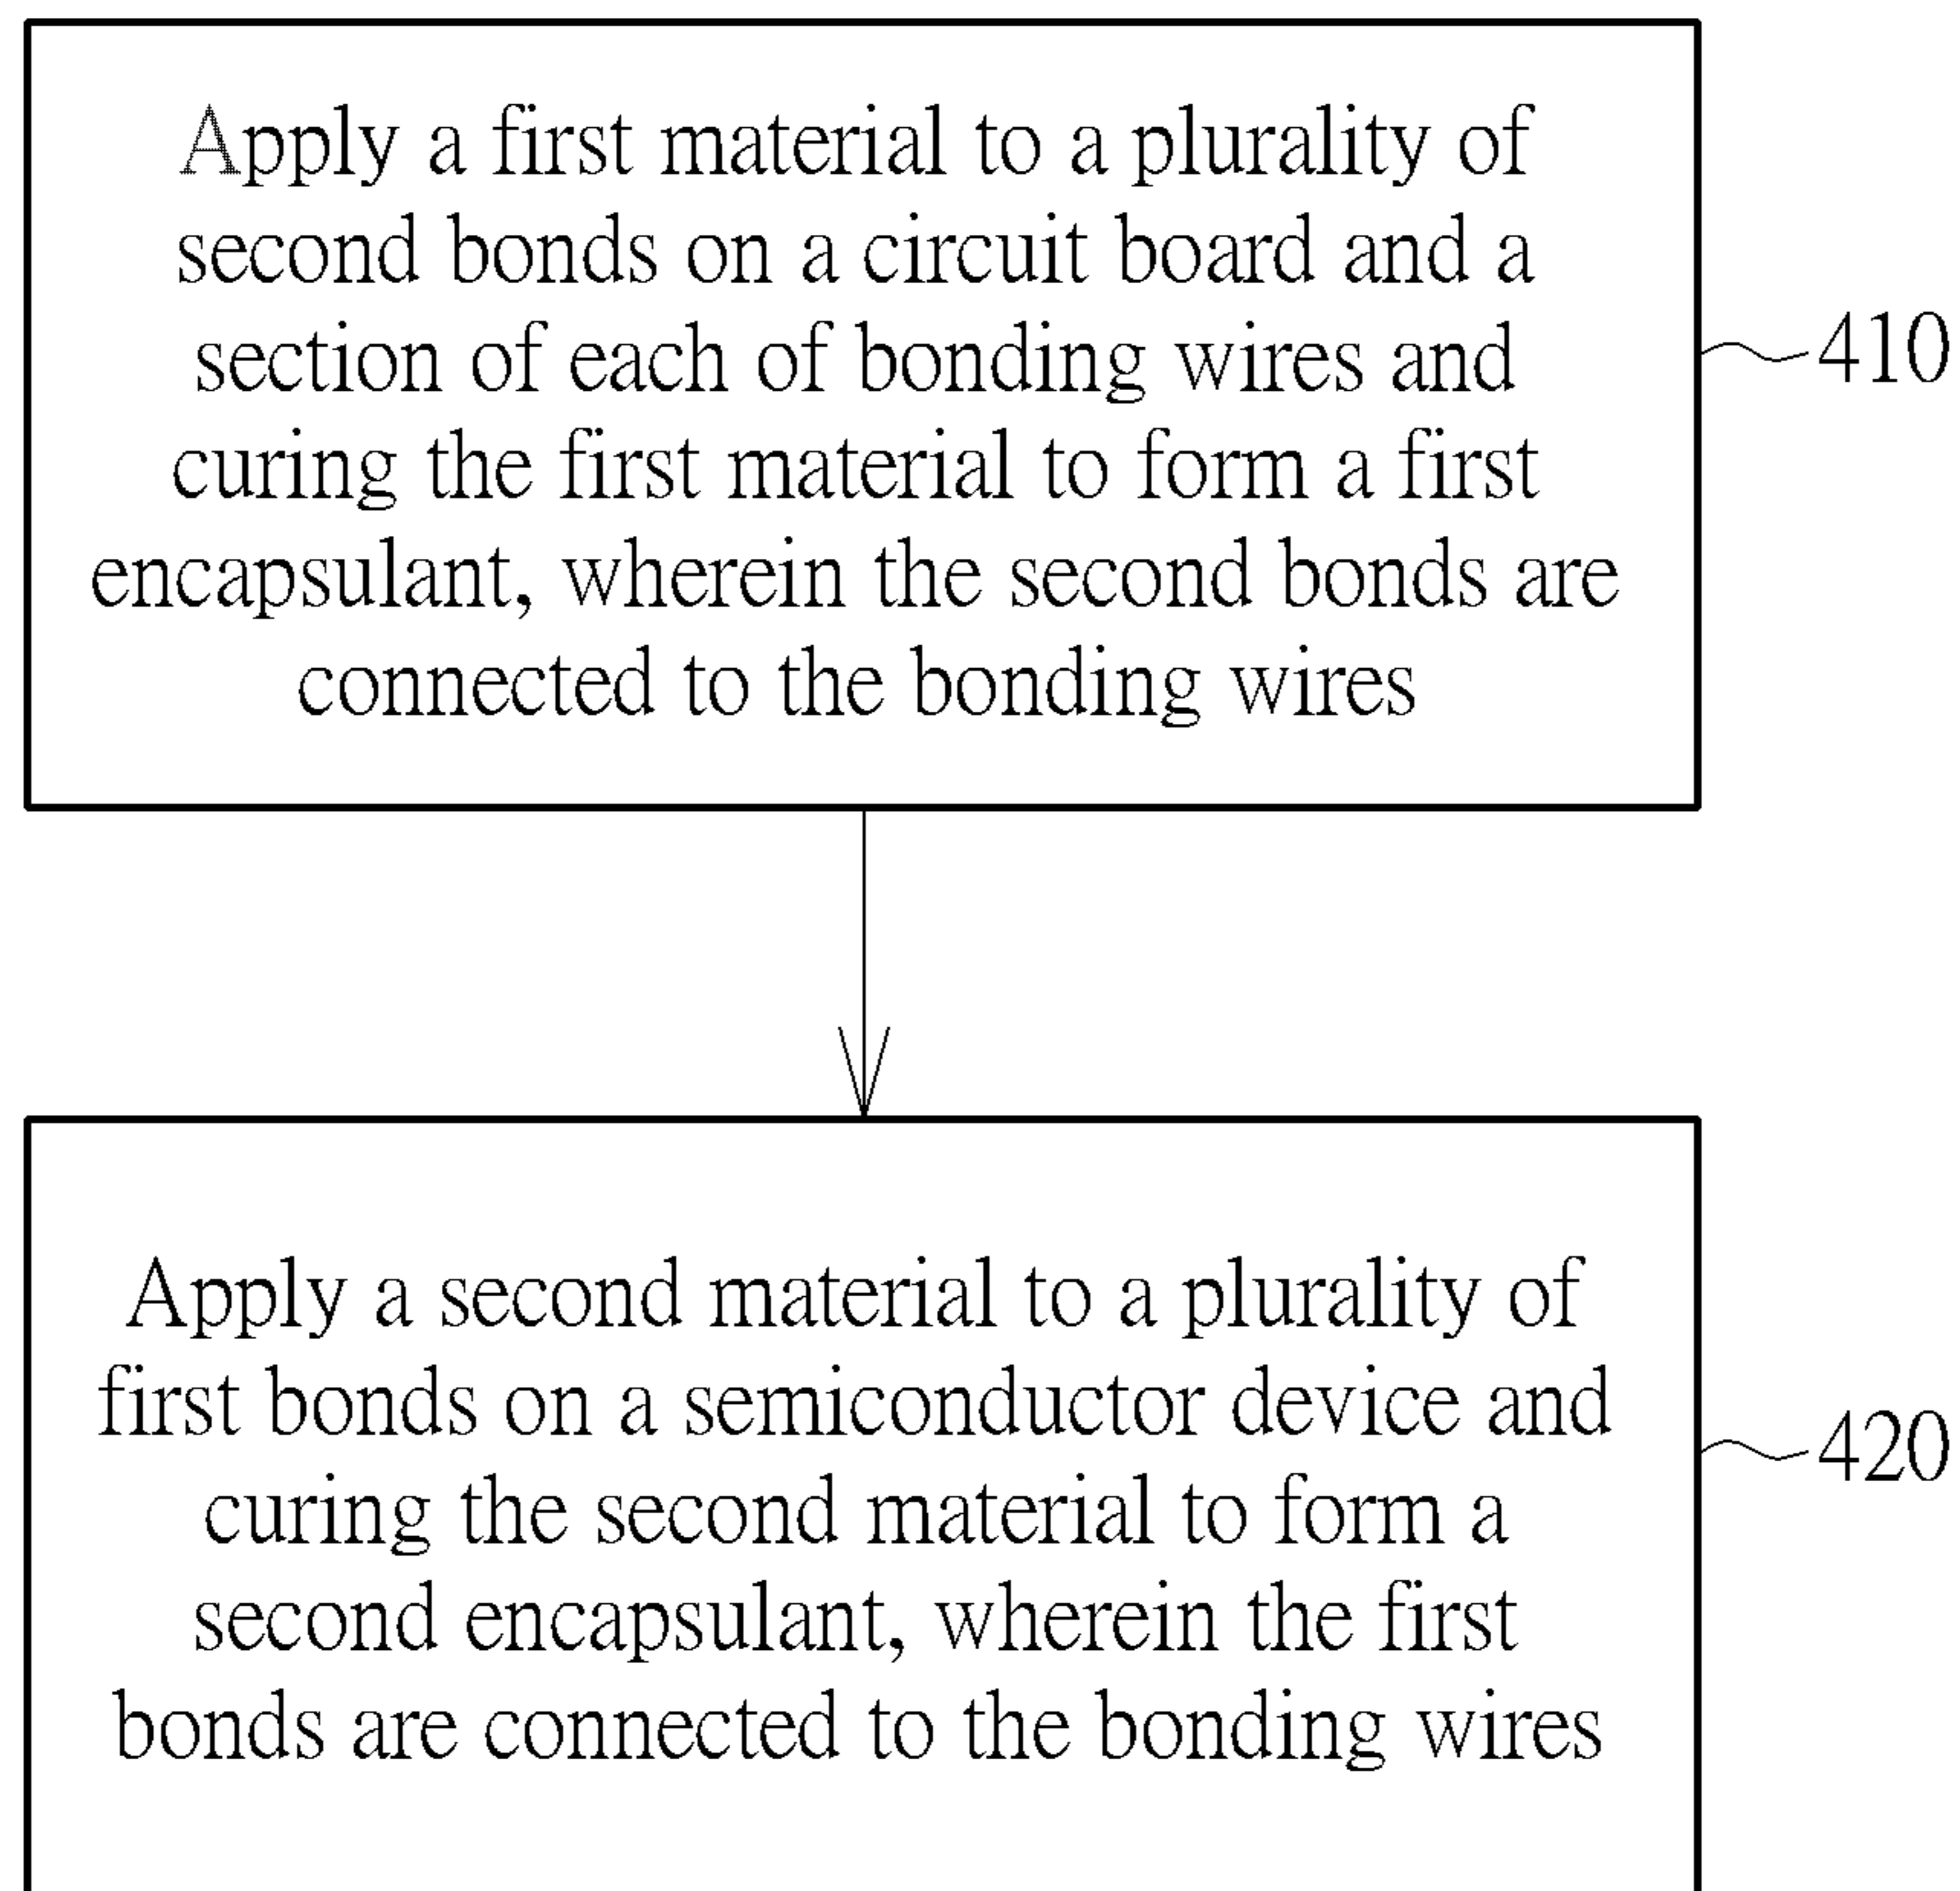 Apply a first material to a plurality of
second bonds on a circuit board and a
section of each of bonding wires and
curing the first material to form a first
encapsulant, wherein the second bonds are
connected to the bonding wires
410
Apply a second material to a plurality of
first bonds on a semiconductor device and
curing the second material to form a
second encapsulant, wherein the first
bonds are connected to the bonding wires
420